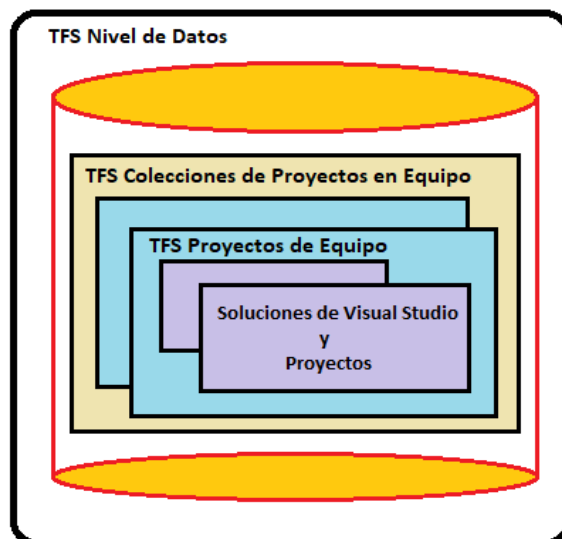 TFS Nivel de Datos
TFS Colecciones de Proyectos en Equipo
TFS Proyectos de Equipo
Soluciones de Visual Studio
y
Proyectos